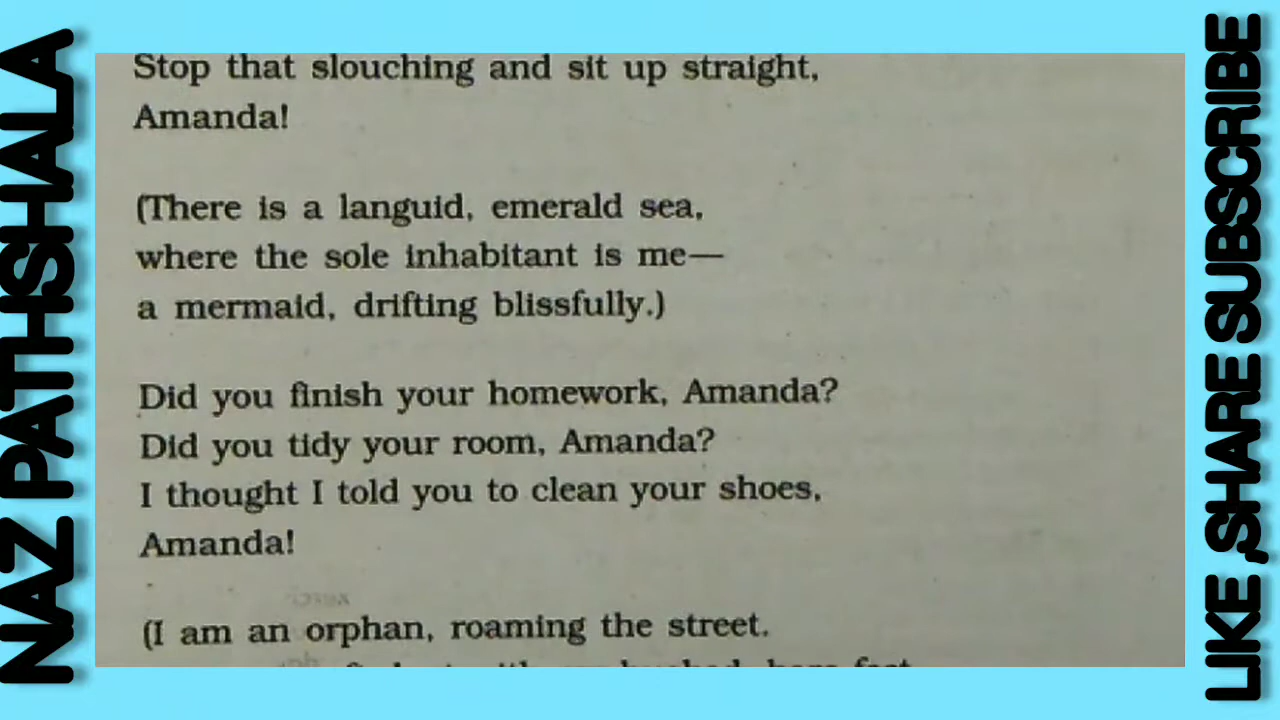 NAZ PATHSHALA
Stop that slouching and sit up straight,
Amanda!
(There is a languid, emerald sea,
where the sole inhabitant is me—
a mermaid, drifting blissfully.)
Did you finish your homework, Amanda?
Did you tidy your room, Amanda?
I thought I told you to clean your shoes,
Amanda!
(I am an orphan, roaming the street.
LIKE ,SHARE SUBSCRIBE